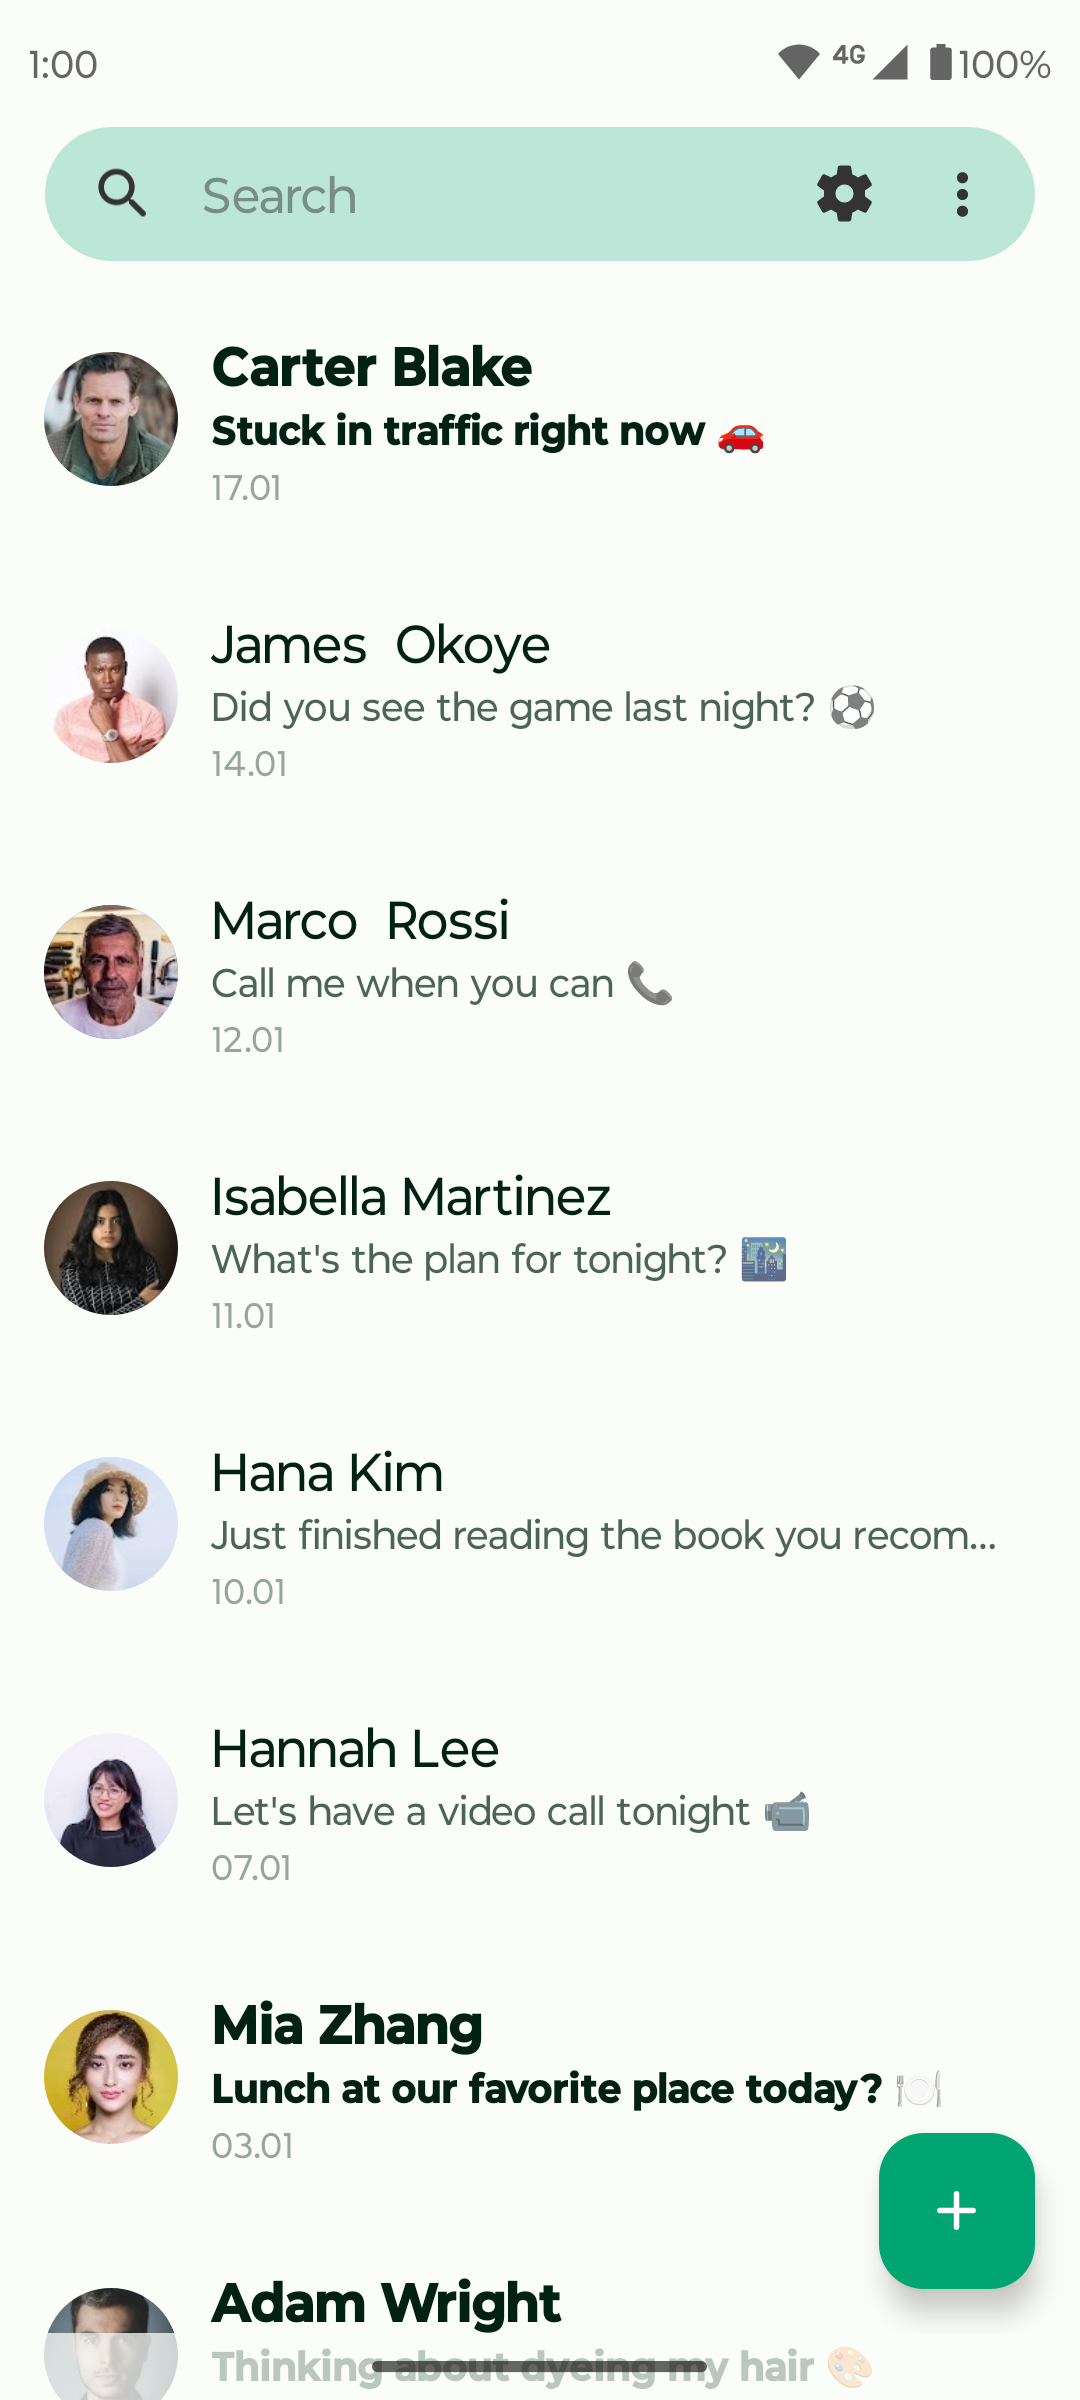 1:00
4G
100%
Search
Carter Blake
Stuck in traffic right now 🚗
17.01
James  Okoye
Did you see the game last night? ⚽
14.01
Marco  Rossi
Call me when you can 📞
12.01
Isabella Martinez
What's the plan for tonight? 🌃
11.01
Hana Kim
Just finished reading the book you recom...
10.01
Hannah Lee
Let's have a video call tonight 📹
07.01
Mia Zhang
Lunch at our favorite place today? 🍽️
03.01
Adam Wright
Thinking about dyeing my hair 🎨